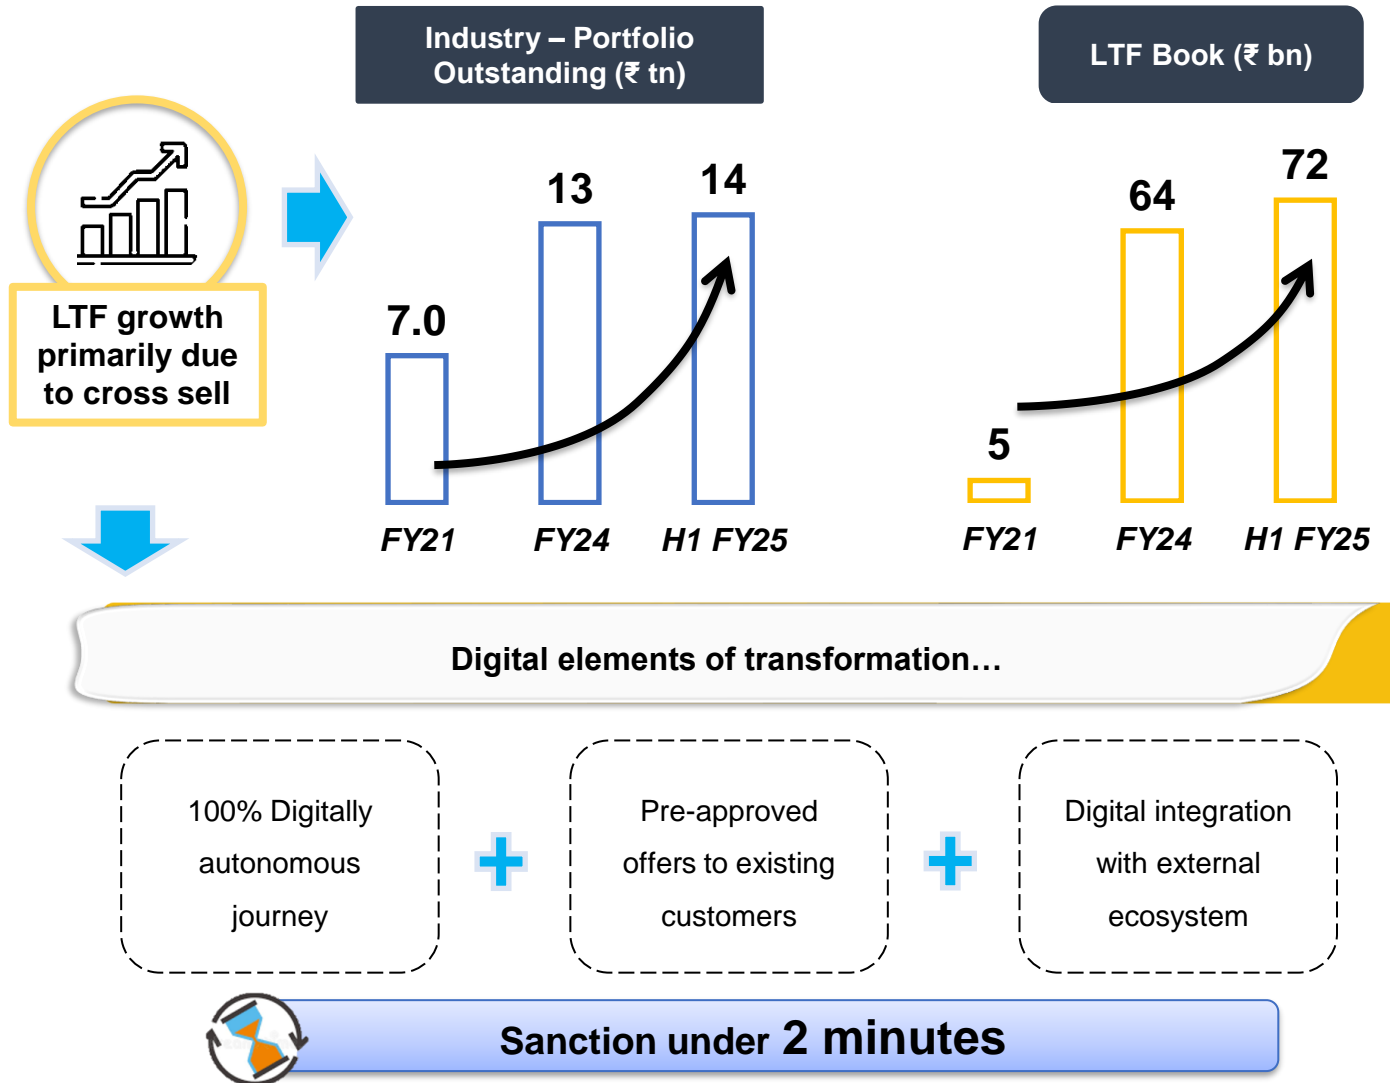 Industry – Portfolio
Outstanding (₹ tn)
LTF Book (₹ bn)
LTF growth
primarily due
to cross sell
7.0
13
14
FY21
FY24
H1 FY25
5
64
72
FY21
FY24
H1 FY25
Digital elements of transformation…
100% Digitally
autonomous
journey
Pre-approved
offers to existing
customers
Digital integration
with external
ecosystem
Sanction under 2 minutes